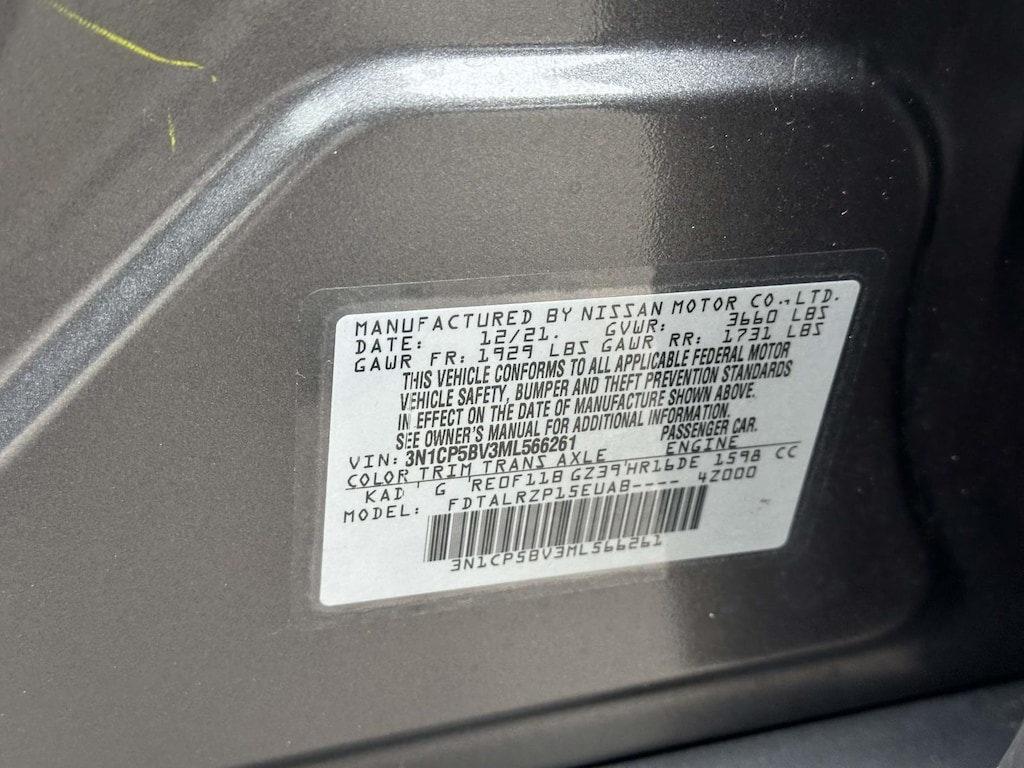 MANUFACTURED BY NISSAN MOTOR CO., LTD.
DATE: 12/21. GVWR: 3660 LBS
GAWR FR: 1929 LBS GAWR RR: 1731 LBS
THIS VEHICLE CONFORMS TO ALL APPLICABLE FEDERAL MOTOR
VEHICLE SAFETY, BUMPER AND THEFT PREVENTION STANDARDS
IN EFFECT ON THE DATE OF MANUFACTURE SHOWN ABOVE.
SEE OWNER'S MANUAL FOR ADDITIONAL INFORMATION.
VIN: 3N1CP5BV3ML566261 PASSENGER CAR.
COLOR TRIM TRANS AXLE ENGINE
KAD G RE0F11B GZ39 HR16DE 1598 CC
MODEL: FDTALRZP15EUAB---- 4Z000
3N1CP5BV3ML566261